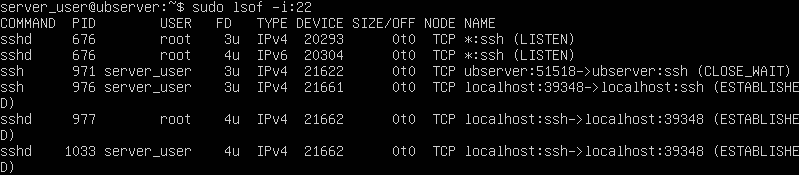 server_user@ubserver:~$ sudo lsof -i:22
COMMAND  PID        USER   FD   TYPE DEVICE SIZE/OFF NODE NAME
sshd     676        root    3u  IPv4  20293      0t0  TCP *:ssh (LISTEN)
sshd     676        root    4u  IPv6  20304      0t0  TCP *:ssh (LISTEN)
ssh      971 server_user    3u  IPv4  21622      0t0  TCP ubserver:51518->ubserver:ssh (CLOSE_WAIT)
ssh      976 server_user    3u  IPv4  21661      0t0  TCP localhost:39348->localhost:ssh (ESTABLISHE
D)
sshd     977        root    4u  IPv4  21662      0t0  TCP localhost:ssh->localhost:39348 (ESTABLISHE
D)
sshd    1033 server_user    4u  IPv4  21662      0t0  TCP localhost:ssh->localhost:39348 (ESTABLISHE
D)